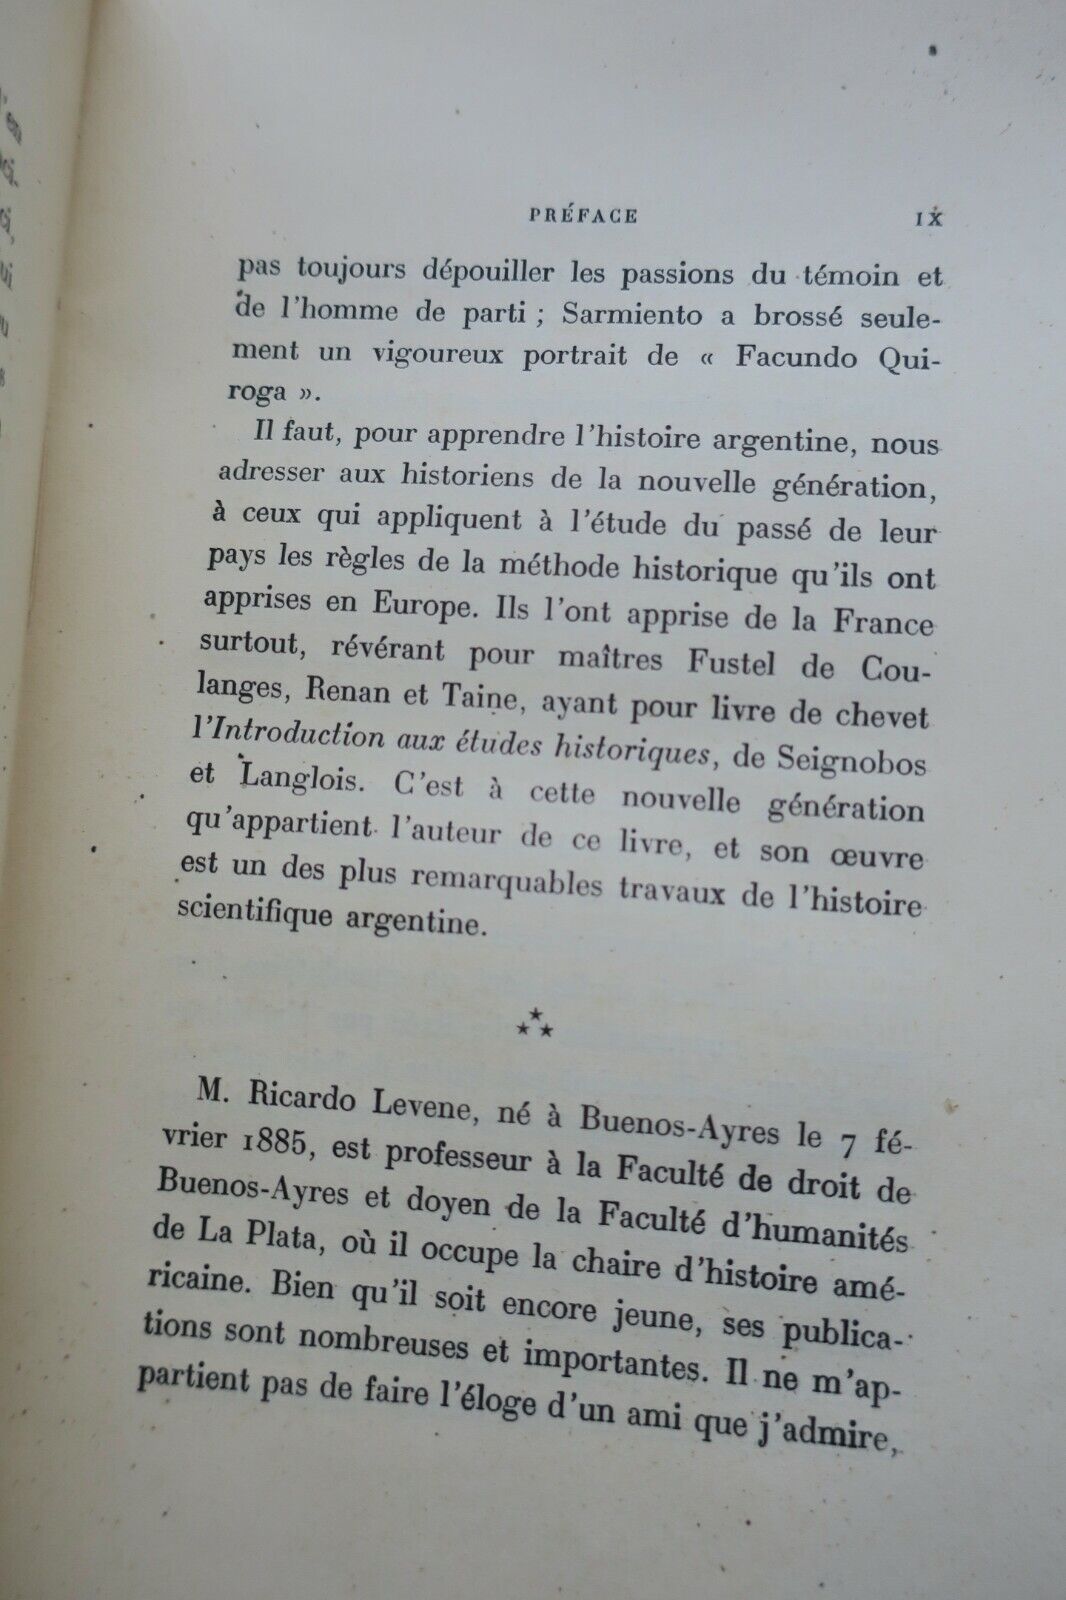 PRÉFACE IX
pas toujours dépouiller les passions du témoin et
de l'homme de parti ; Sarmiento a brossé seule-
ment un vigoureux portrait de « Facundo Qui-
roga ».
Il faut, pour apprendre l'histoire argentine, nous
adresser aux historiens de la nouvelle génération,
à ceux qui appliquent à l'étude du passé de leur
pays les règles de la méthode historique qu'ils ont
apprises en Europe. Ils l'ont apprise de la France
surtout, révérant pour maîtres Fustel de Cou-
langes, Renan et Taine, ayant pour livre de chevet
l'Introduction aux études historiques, de Seignobos
et Langlois. C'est à cette nouvelle génération
qu'appartient l'auteur de ce livre, et son œuvre
est un des plus remarquables travaux de l'histoire
scientifique argentine.
M. Ricardo Levene, né à Buenos-Ayres le 7 fé-
vrier 1885, est professeur à la Faculté de droit de
Buenos-Ayres et doyen de la Faculté d'humanités
de La Plata, où il occupe la chaire d'histoire amé-
ricaine. Bien qu'il soit encore jeune, ses publica-
tions sont nombreuses et importantes. Il ne m'ap-
partient pas de faire l'éloge d'un ami que j'admire,